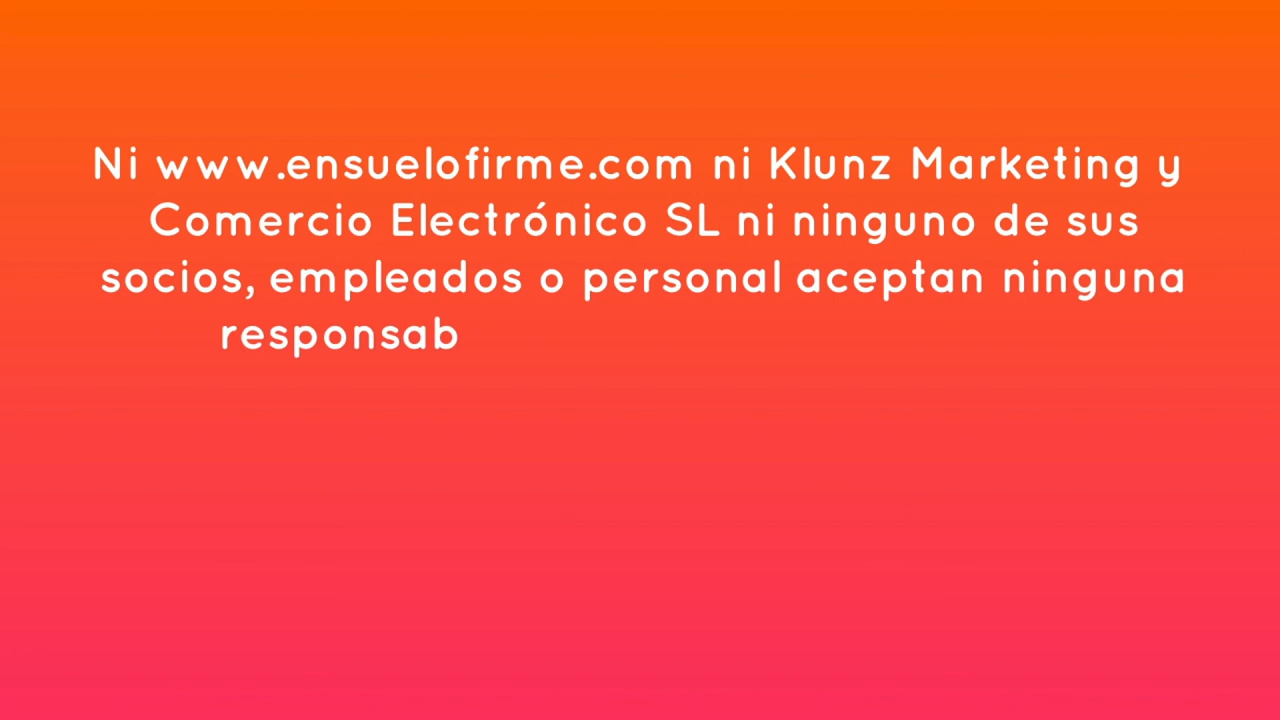 Ni www.ensuelofirme.com ni Klunz Marketing y
Comercio Electrónico SL ni ninguno de sus
socios, empleados o personal aceptan ninguna
responsab